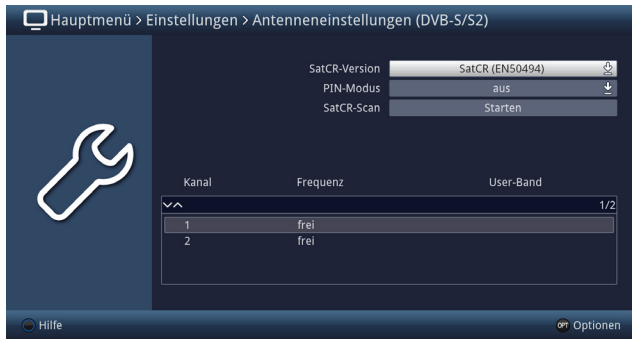 Hauptmenü > Einstellungen > Antenneneinstellungen (DVB-S/S2)
SatCR-Version SatCR (EN50494)
PIN-Modus aus
SatCR-Scan Starten
Kanal Frequenz User-Band
1/2
1 frei
2 frei
Hilfe OPT Optionen